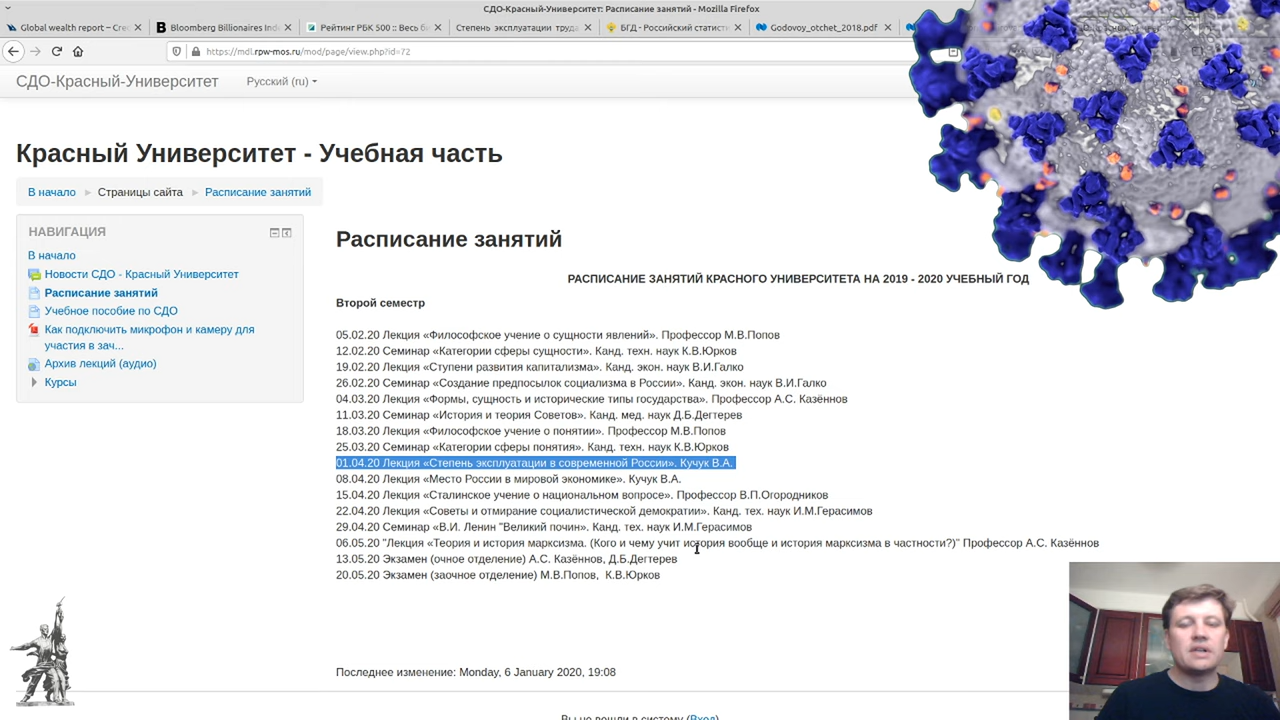 СДО-Красный-Университет: Расписание занятий - Mozilla Firefox
Global wealth report – Cre
Bloomberg Billionaires Ind
Рейтинг РБК 500 :: Весь б
Степень эксплуатации труда
БГД - Российский статист
Godovoy_otchet_2018.pdf
https://mdl.rpw-mos.ru/mod/page/view.php?id=72
СДО-Красный-Университет
Русский (ru)
Красный Университет - Учебная часть
В начало ► Страницы сайта ► Расписание занятий
НАВИГАЦИЯ
В начало
Новости СДО - Красный Университет
Расписание занятий
Учебное пособие по СДО
Как подключить микрофон и камеру для
участия в зач...
Архив лекций (аудио)
Курсы
Расписание занятий
РАСПИСАНИЕ ЗАНЯТИЙ КРАСНОГО УНИВЕРСИТЕТА НА 2019 - 2020 УЧЕБНЫЙ ГОД
Второй семестр
05.02.20 Лекция «Философское учение о сущности явлений». Профессор М.В.Попов
12.02.20 Семинар «Категории сферы сущности». Канд. техн. наук К.В.Юрков
19.02.20 Лекция «Ступени развития капитализма». Канд. экон. наук В.И.Галко
26.02.20 Семинар «Создание предпосылок социализма в России». Канд. экон. наук В.И.Галко
04.03.20 Лекция «Формы, сущность и исторические типы государства». Профессор А.С. Казённов
11.03.20 Семинар «История и теория Советов». Канд. мед. наук Д.Б.Дегтерев
18.03.20 Лекция «Философское учение о понятии». Профессор М.В.Попов
25.03.20 Семинар «Категории сферы понятия». Канд. техн. наук К.В.Юрков
01.04.20 Лекция «Степень эксплуатации в современной России». Кучук В.А.
08.04.20 Лекция «Место России в мировой экономике». Кучук В.А.
15.04.20 Лекция «Сталинское учение о национальном вопросе». Профессор В.П.Огородников
22.04.20 Лекция «Советы и отмирание социалистической демократии». Канд. тех. наук И.М.Герасимов
29.04.20 Семинар «В.И. Ленин "Великий почин». Канд. тех. наук И.М.Герасимов
06.05.20 "Лекция «Теория и история марксизма. (Кого и чему учит история вообще и история марксизма в частности?)" Профессор А.С. Казённов
13.05.20 Экзамен (очное отделение) А.С. Казённов, Д.Б.Дегтерев
20.05.20 Экзамен (заочное отделение) М.В.Попов, К.В.Юрков
Последнее изменение: Monday, 6 January 2020, 19:08
Вы не вошли в систему (Вход)